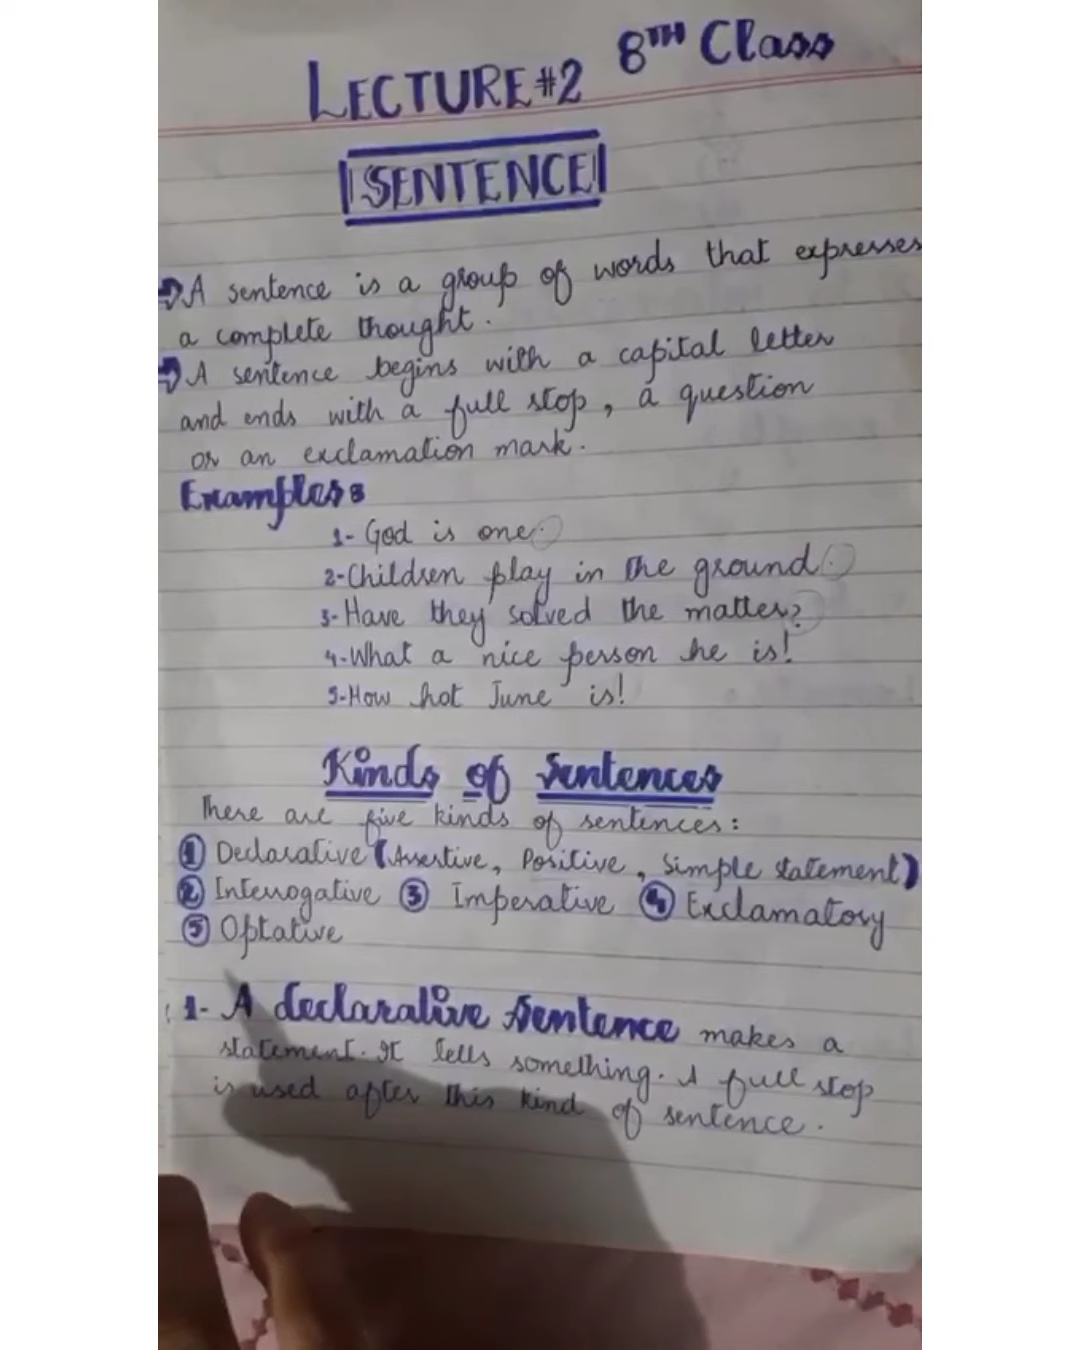 LECTURE#2 8TH Class
SENTENCE
→ A sentence is a group of words that expresses
a complete thought.
→ A sentence begins with a capital letter
and ends with a full stop, a question
or an exclamation mark.
Examples:
1- God is one.
2- Children play in the ground.
3- Have they solved the matter?
4- What a nice person he is!
5- How hot June is!
Kinds of Sentences
There are five kinds of sentences:
① Declarative (Assertive, Positive, Simple statement)
② Interrogative ③ Imperative ④ Exclamatory
⑤ Optative
1- A declarative Sentence makes a
statement. It tells something. A full stop
is used after this kind of sentence.